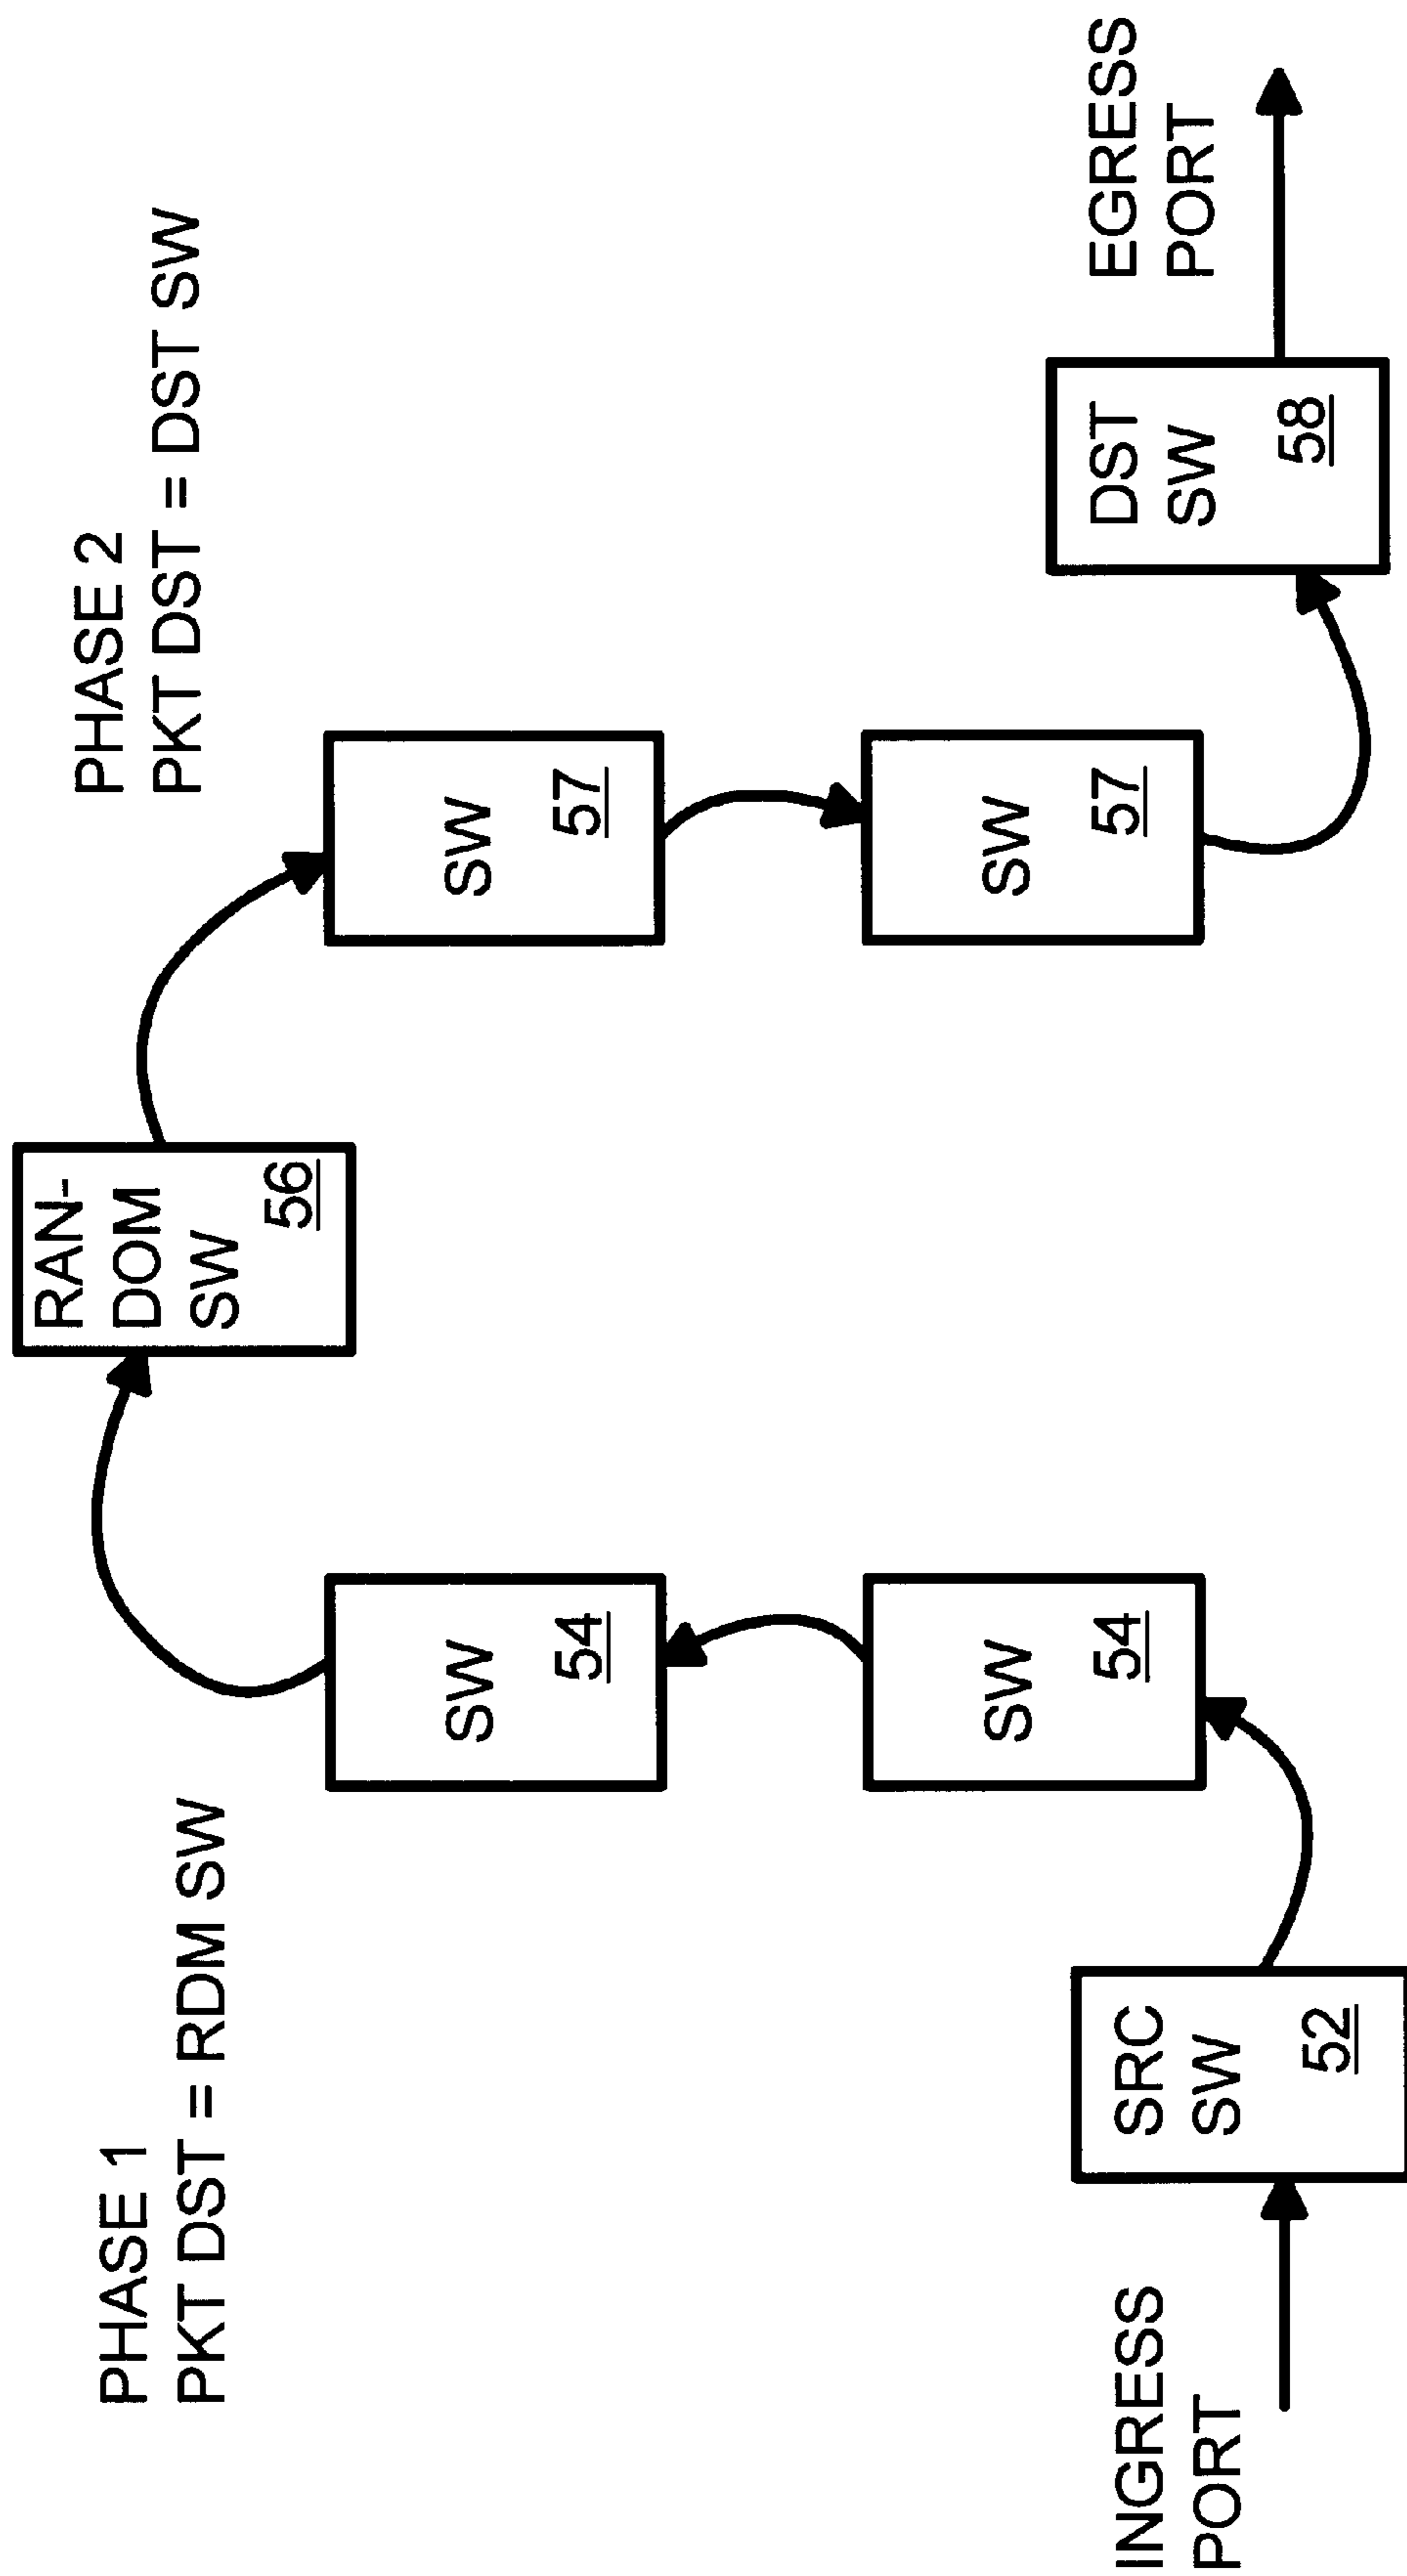 PHASE 1
PKT DST = RDM SW
PHASE 2
PKT DST = DST SW
RAN-
DOM
SW
56
SW
54
SW
57
SW
54
SW
57
INGRESS
PORT
SRC
SW
52
DST
SW
58
EGRESS
PORT